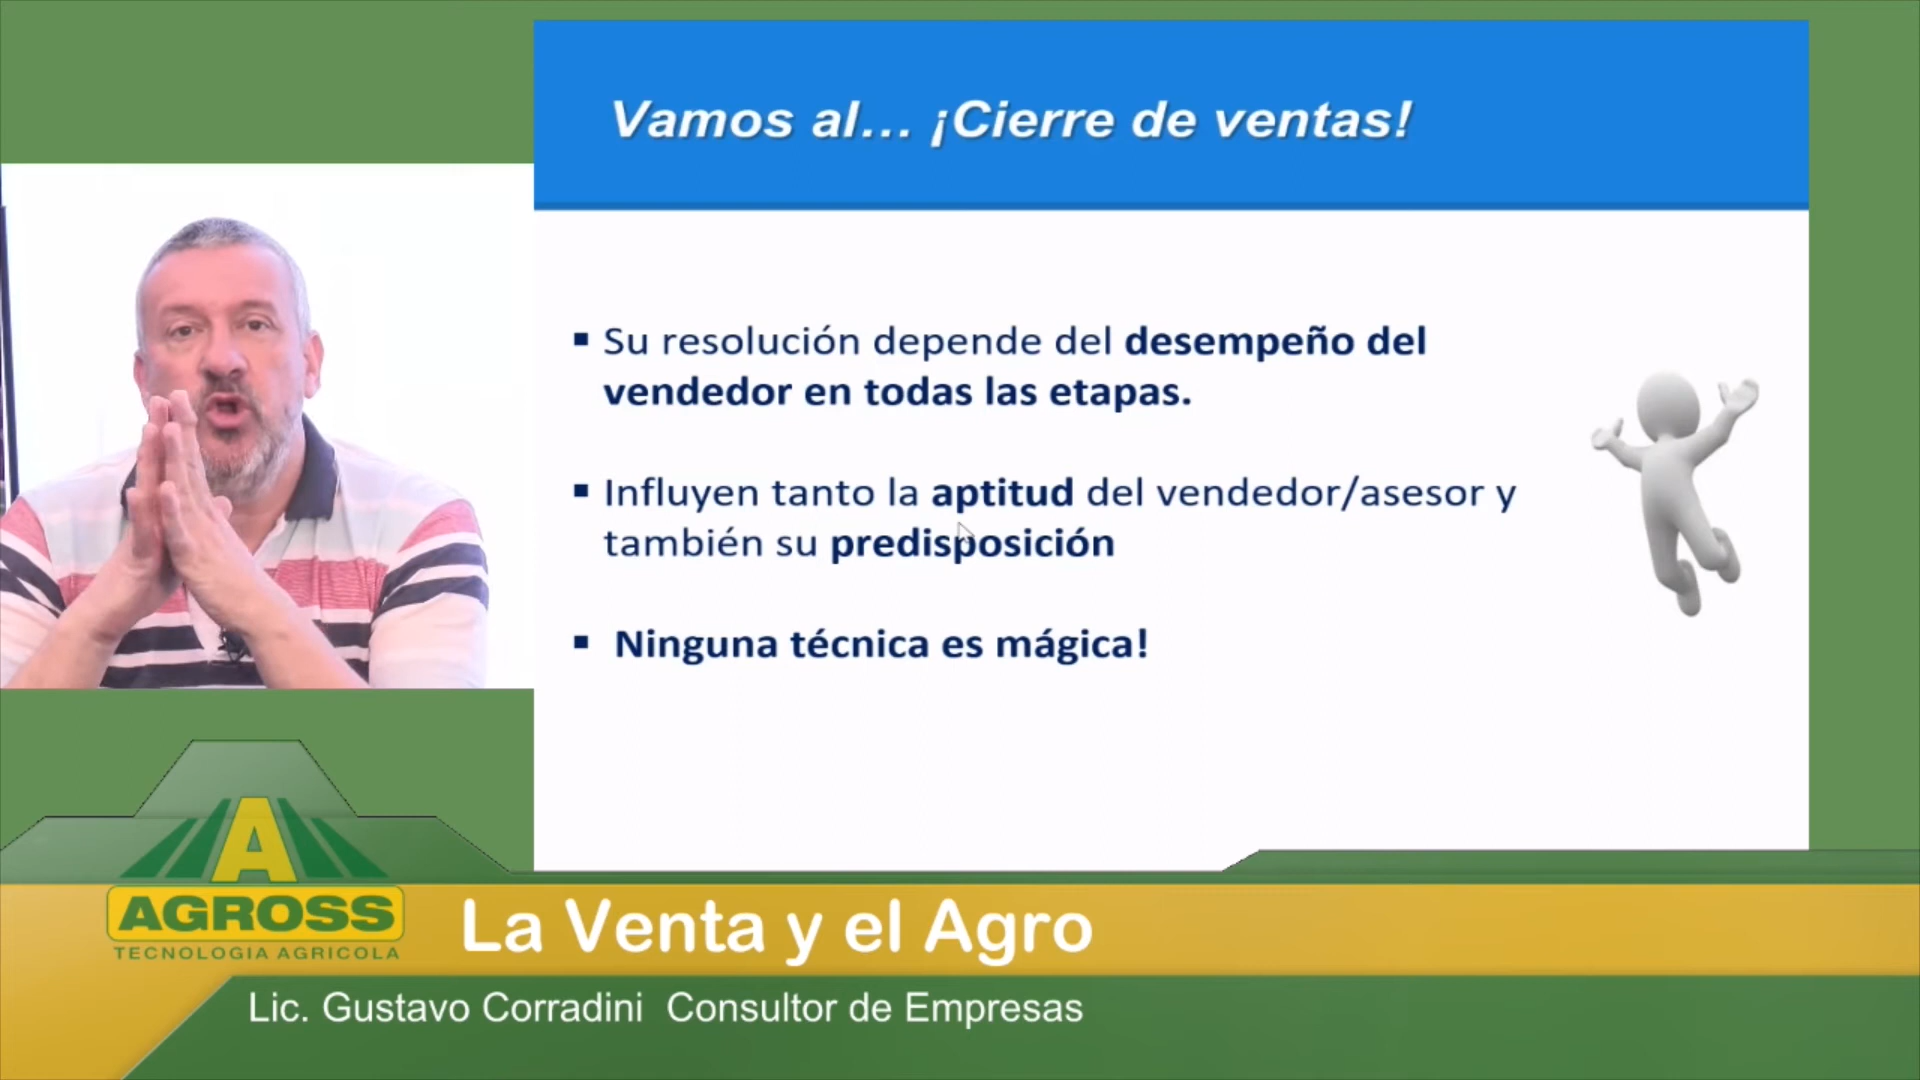 Vamos al... ¡Cierre de ventas!
▪ Su resolución depende del desempeño del
vendedor en todas las etapas.
▪ Influyen tanto la aptitud del vendedor/asesor y
también su predisposición
▪ Ninguna técnica es mágica!
A
AGROSS
TECNOLOGIA AGRICOLA
La Venta y el Agro
Lic. Gustavo Corradini Consultor de Empresas